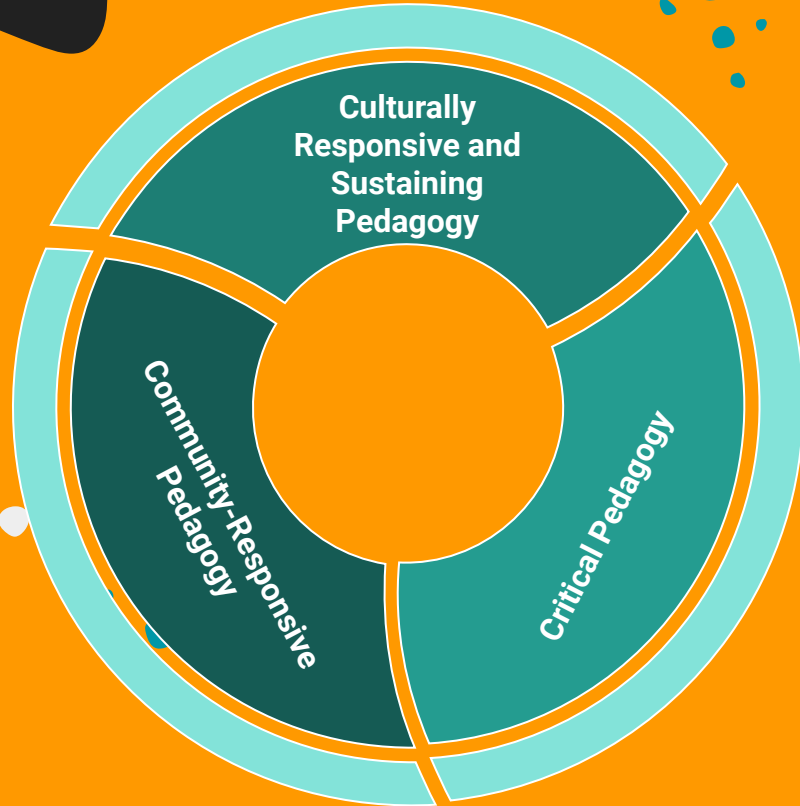 Culturally
Responsive and
Sustaining
Pedagogy
Critical Pedagogy
Community-Responsive
Pedagogy